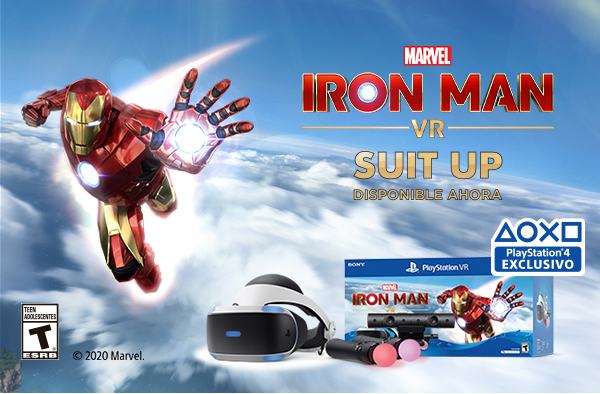 MARVEL
IRON MAN
VR
SUIT UP
DISPONIBLE AHORA
PlayStation®4
EXCLUSIVO
SONY
PlayStation VR
MARVEL
IRON MAN
VR
TEEN
ADOLESCENTES
T
ESRB
© 2020 Marvel.